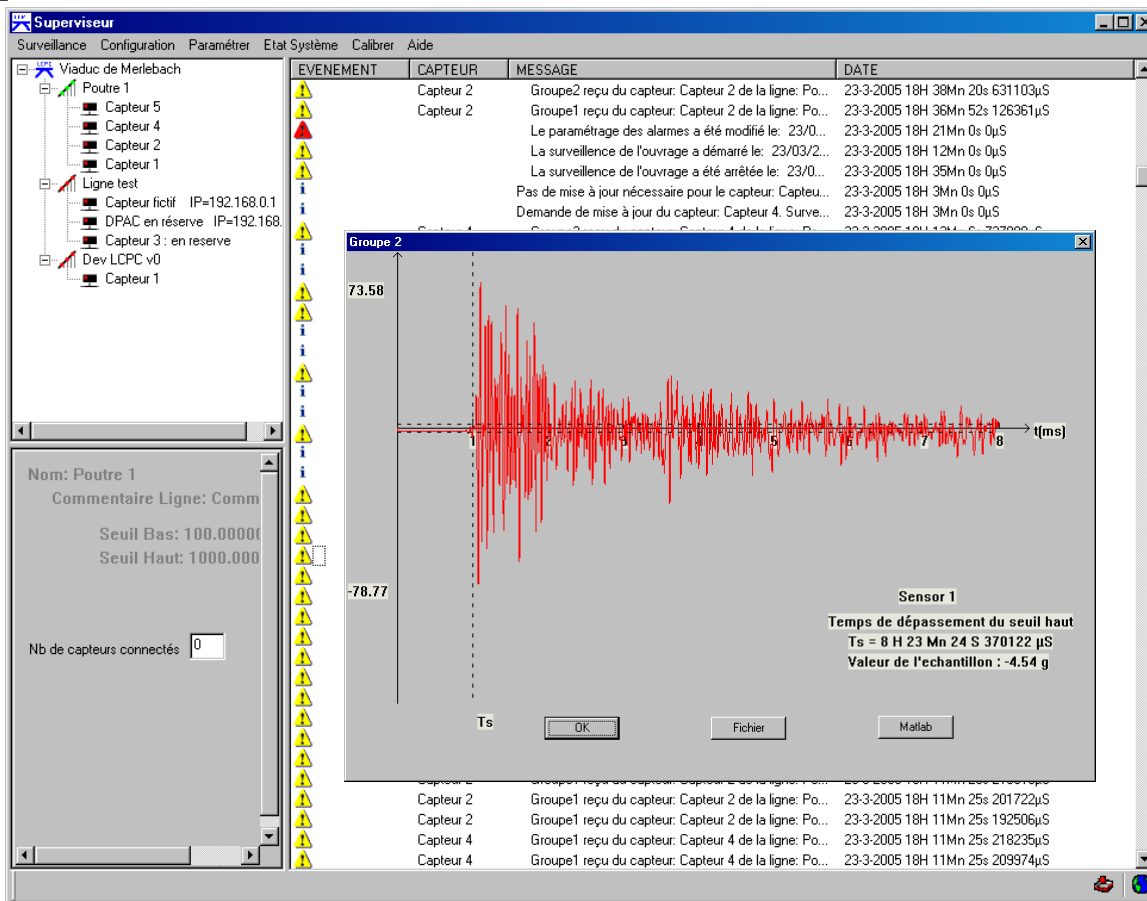 Superviseur
Surveillance Configuration Paramétrer Etat Système Calibrer Aide
LCPC Viaduc de Merlebach
Poutre 1
Capteur 5
Capteur 4
Capteur 2
Capteur 1
Ligne test
Capteur fictif IP=192.168.0.1
DPAC en réserve IP=192.168.
Capteur 3 : en reserve
Dev LCPC v0
Capteur 1
Nom: Poutre 1
Commentaire Ligne: Comm
Seuil Bas: 100.00000
Seuil Haut: 1000.000
Nb de capteurs connectés 0
EVENEMENT CAPTEUR MESSAGE DATE
Capteur 2 Groupe2 reçu du capteur: Capteur 2 de la ligne: Po... 23-3-2005 18H 38Mn 20s 631103µS
Capteur 2 Groupe1 reçu du capteur: Capteur 2 de la ligne: Po... 23-3-2005 18H 36Mn 52s 126361µS
Le paramétrage des alarmes a été modifié le: 23/0... 23-3-2005 18H 21Mn 0s 0µS
La surveillence de l'ouvrage a démarré le: 23/03/2... 23-3-2005 18H 12Mn 0s 0µS
La surveillence de l'ouvrage a été arrêtée le: 23/0... 23-3-2005 18H 35Mn 0s 0µS
Pas de mise à jour nécessaire pour le capteur: Capteu... 23-3-2005 18H 3Mn 0s 0µS
Demande de mise à jour du capteur: Capteur 4. Surve... 23-3-2005 18H 3Mn 0s 0µS
Groupe 2
73.58
1 2 3 4 5 6 7 8 t(ms)
-78.77
Sensor 1
Temps de dépassement du seuil haut
Ts = 8 H 23 Mn 24 S 370122 µS
Valeur de l'echantillon : -4.54 g
Ts
OK Fichier Matlab
Capteur 2 Groupe1 reçu du capteur: Capteur 2 de la ligne: Po... 23-3-2005 18H 11Mn 25s 201722µS
Capteur 2 Groupe1 reçu du capteur: Capteur 2 de la ligne: Po... 23-3-2005 18H 11Mn 25s 192506µS
Capteur 4 Groupe1 reçu du capteur: Capteur 4 de la ligne: Po... 23-3-2005 18H 11Mn 25s 218235µS
Capteur 4 Groupe1 reçu du capteur: Capteur 4 de la ligne: Po... 23-3-2005 18H 11Mn 25s 209974µS